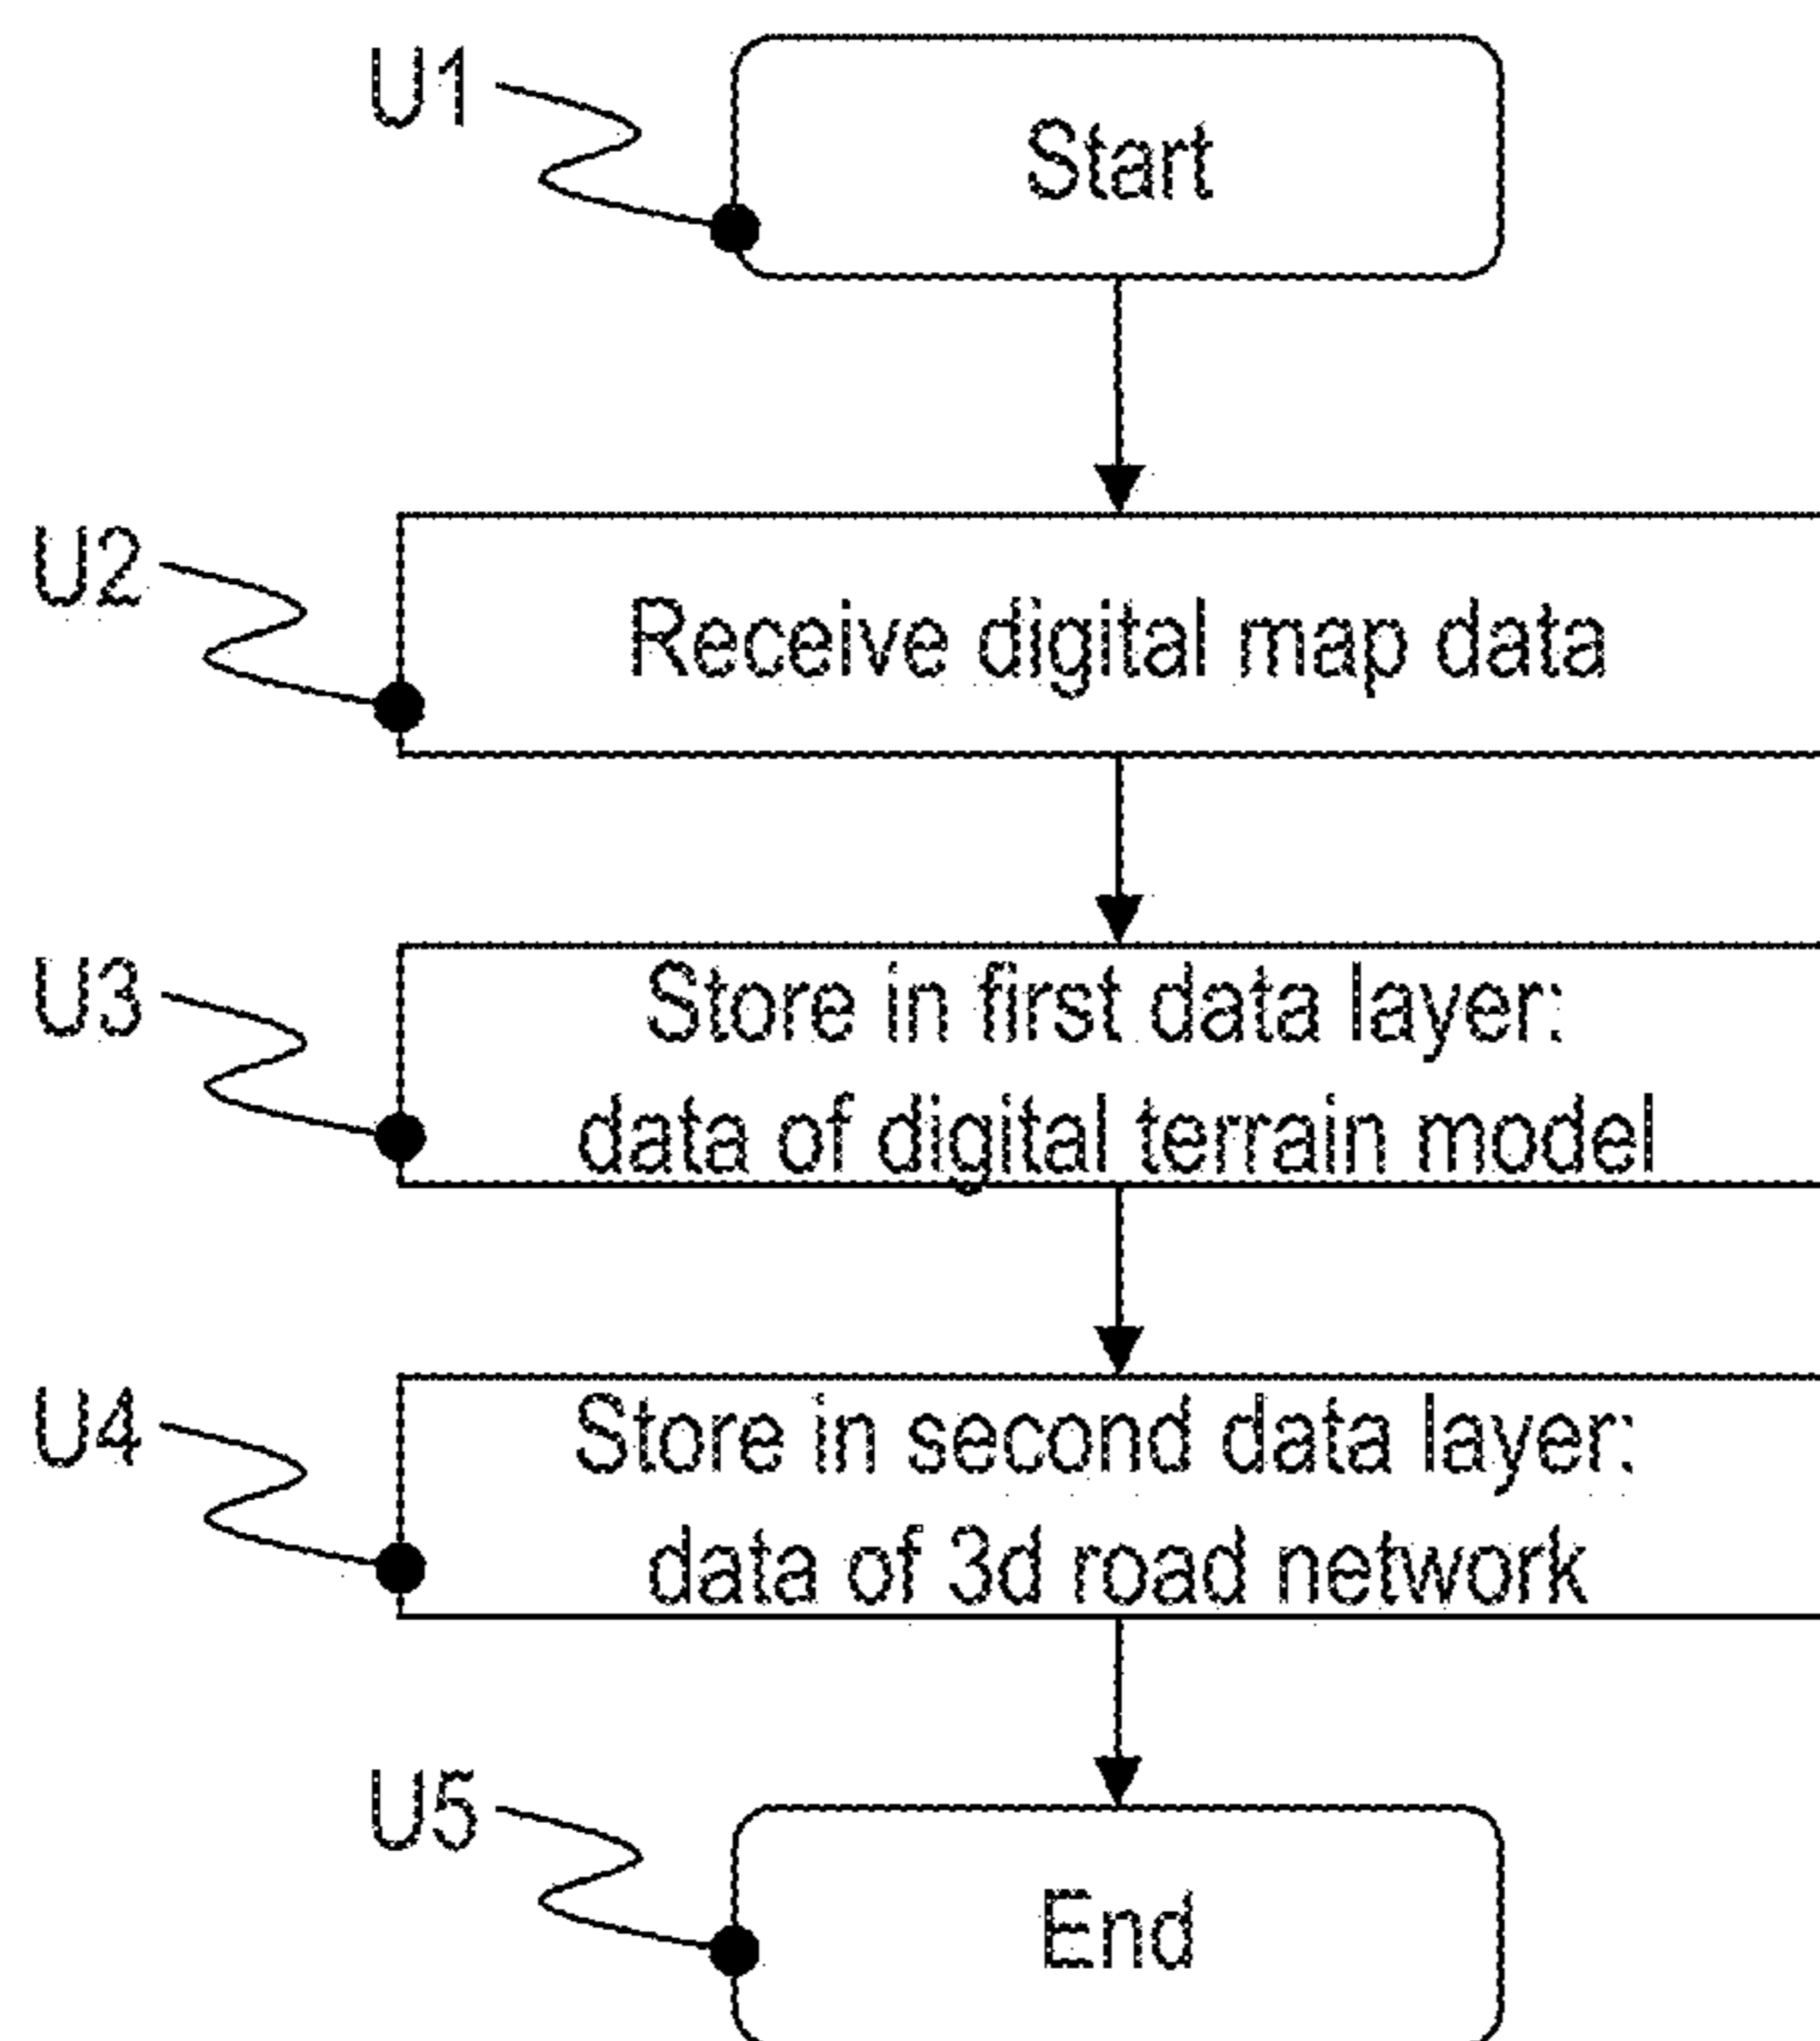 U1
Start
U2
Receive digital map data
U3
Store in first data layer:
data of digital terrain model
U4
Store in second data layer:
data of 3d road network
U5
End